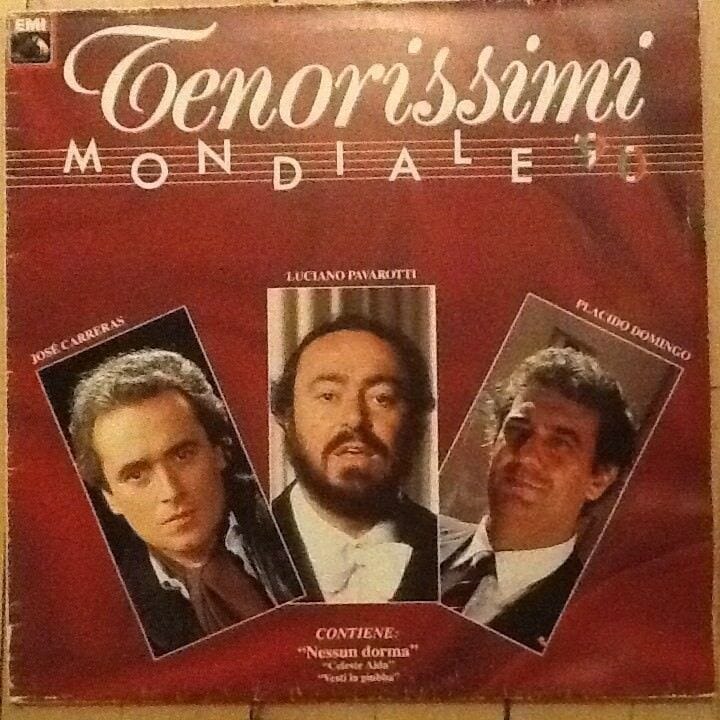 EMI
Tenorissimi
MONDIALE 90
LUCIANO PAVAROTTI
JOSÉ CARRERAS
PLACIDO DOMINGO
CONTIENE:
"Nessun dorma"
"Celeste Aida"
"Vesti la giubba"